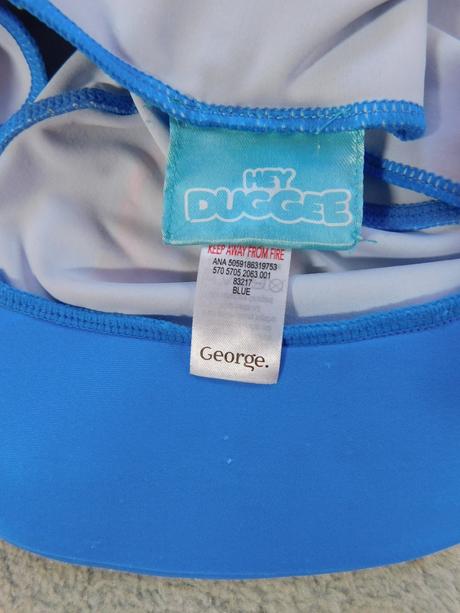 HEY
DUGGEE
KEEP AWAY FROM FIRE
ANA 5059186319753
570 5705 2063 001
83217
BLUE
George.